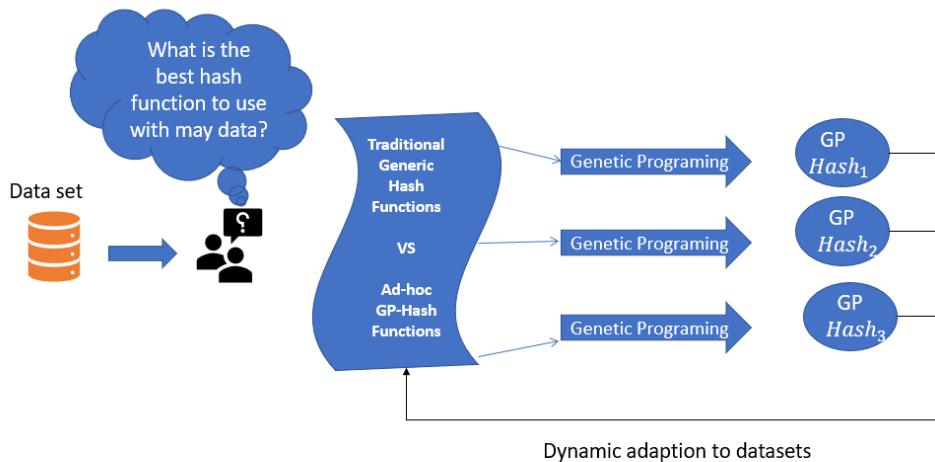 What is the
best hash
function to use
with may data?
Data set
Traditional
Generic
Hash
Functions
VS
Ad-hoc
GP-Hash
Functions
Genetic Programing
Genetic Programing
Genetic Programing
GP
Hash₁
GP
Hash₂
GP
Hash₃
Dynamic adaption to datasets